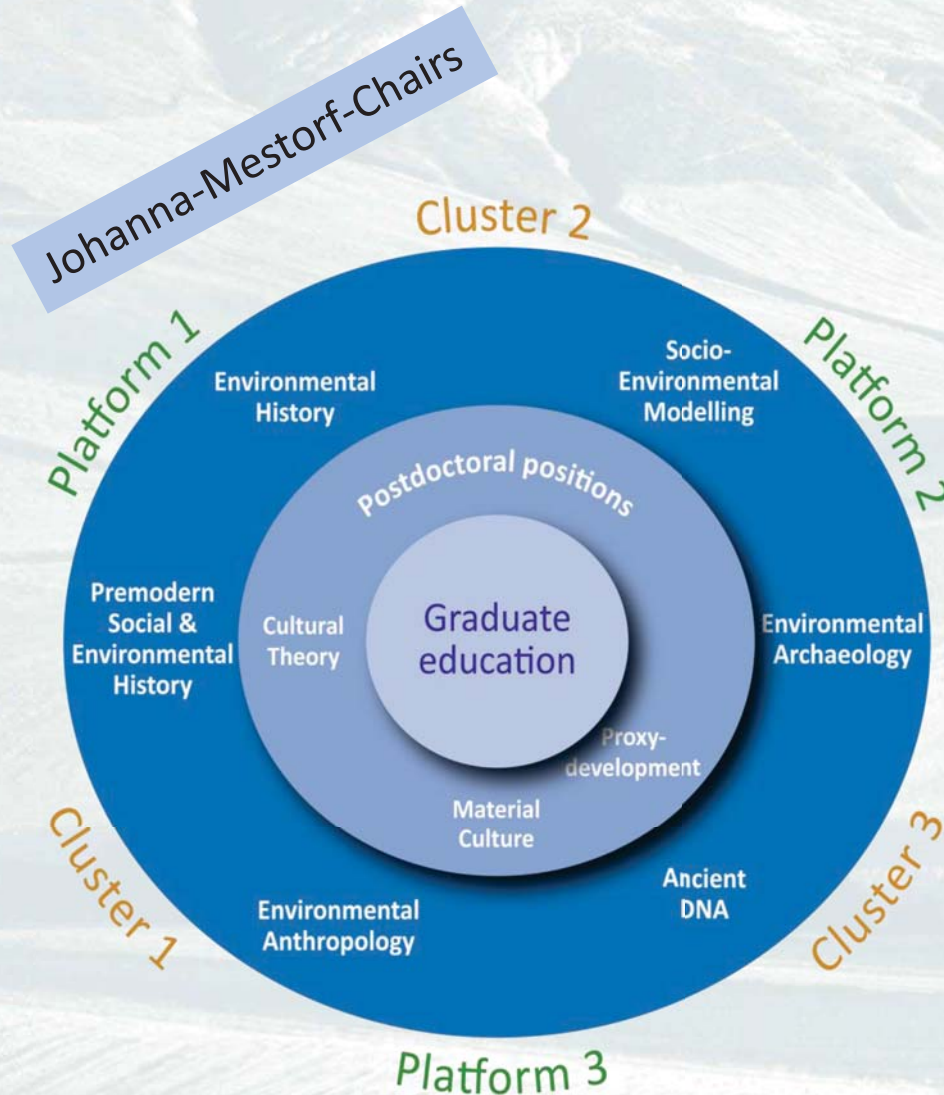 Johanna-Mestorf-Chairs
Cluster 2
Platform 1
Platform 2
Environmental
History
Socio-
Environmental
Modelling
Postdoctoral positions
Premodern
Social &
Environmental
History
Cultural
Theory
Graduate
education
Environmental
Archaeology
Proxy-
development
Material
Culture
Cluster 1
Cluster 3
Environmental
Anthropology
Ancient
DNA
Platform 3